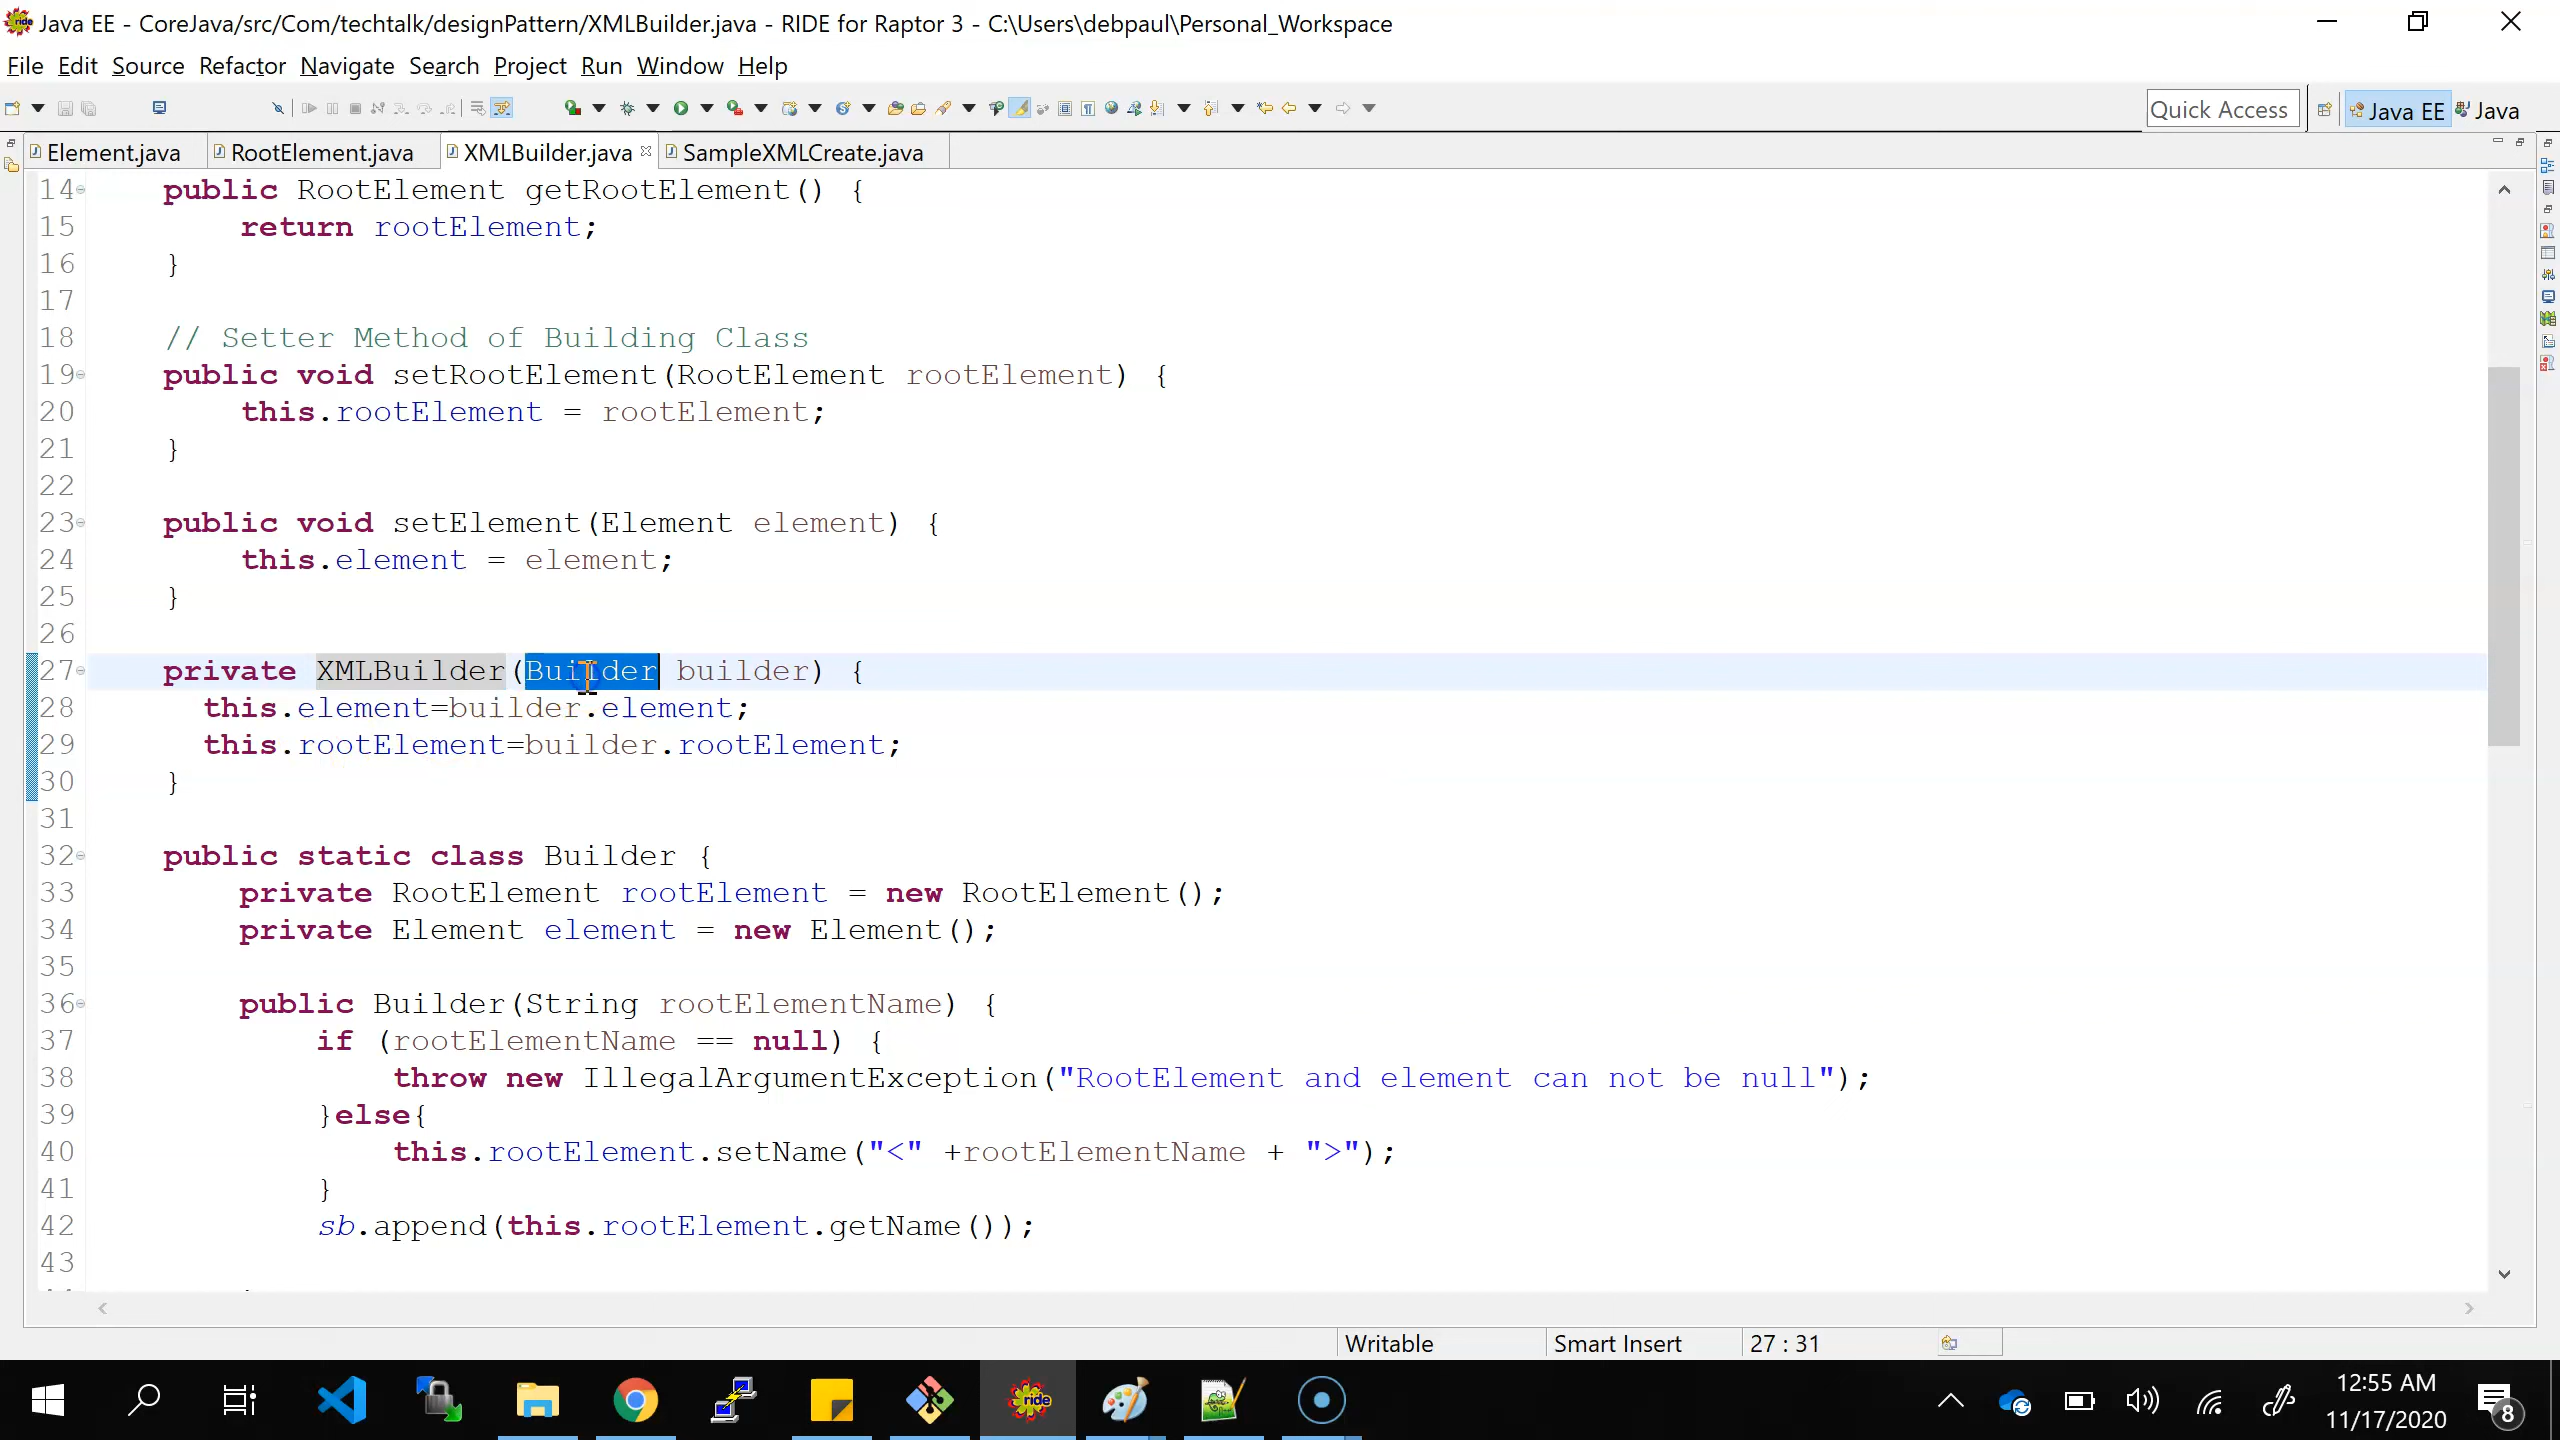 Java EE - CoreJava/src/Com/techtalk/designPattern/XMLBuilder.java - RIDE for Raptor 3 - C:\Users\debpaul\Personal_Workspace
File Edit Source Refactor Navigate Search Project Run Window Help
Quick Access Java EE Java
Element.java RootElement.java XMLBuilder.java SampleXMLCreate.java
14 public RootElement getRootElement() {
15 return rootElement;
16 }
17
18 // Setter Method of Building Class
19 public void setRootElement(RootElement rootElement) {
20 this.rootElement = rootElement;
21 }
22
23 public void setElement(Element element) {
24 this.element = element;
25 }
26
27 private XMLBuilder(Builder builder) {
28 this.element=builder.element;
29 this.rootElement=builder.rootElement;
30 }
31
32 public static class Builder {
33 private RootElement rootElement = new RootElement();
34 private Element element = new Element();
35
36 public Builder(String rootElementName) {
37 if (rootElementName == null) {
38 throw new IllegalArgumentException("RootElement and element can not be null");
39 }else{
40 this.rootElement.setName("<" +rootElementName + ">");
41 }
42 sb.append(this.rootElement.getName());
43
Writable Smart Insert 27 : 31
ride
12:55 AM
11/17/2020
8